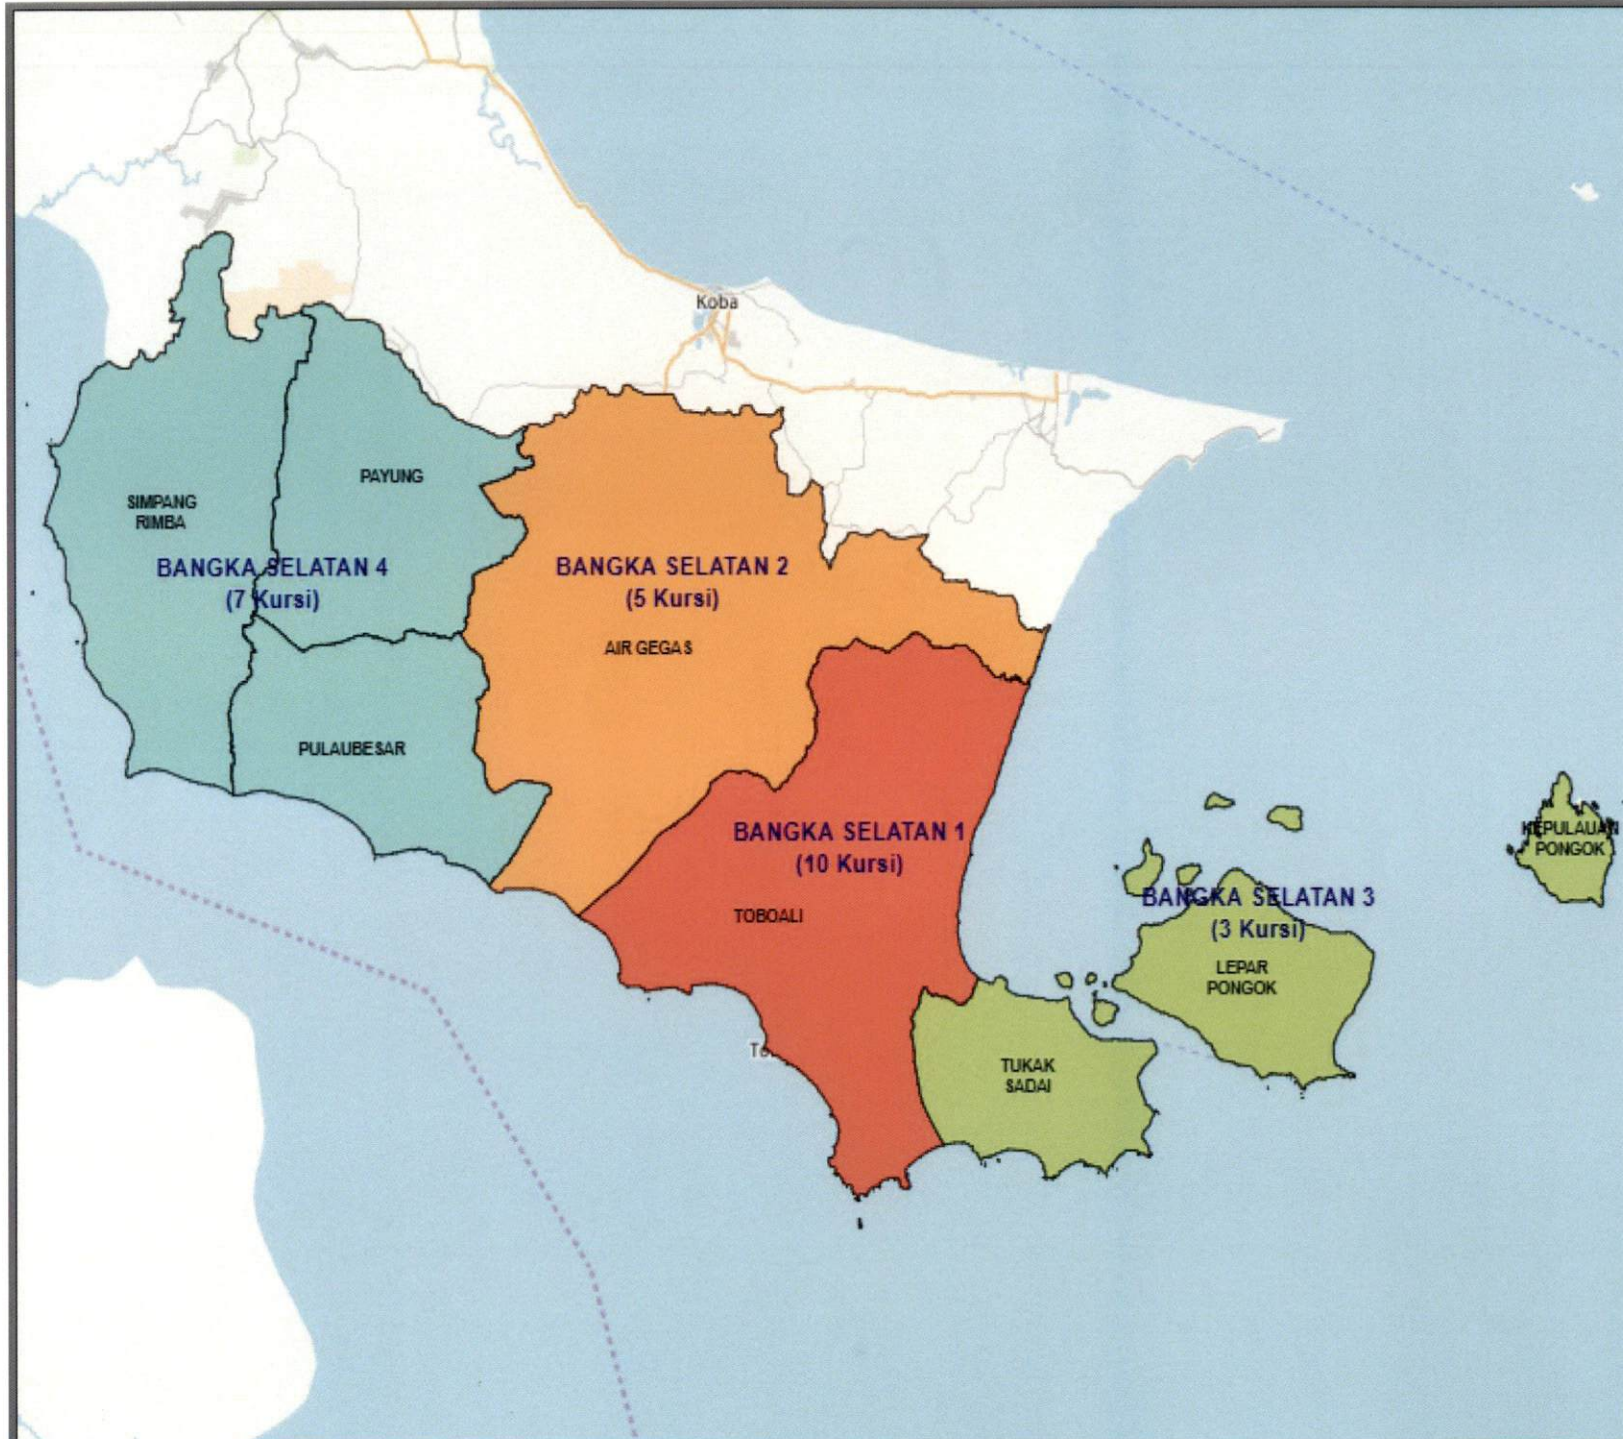 Koba
PAYUNG
SIMPANG
RIMBA
BANGKA SELATAN 4
(7 Kursi)
BANGKA SELATAN 2
(5 Kursi)
AIR GEGAS
PULAUBESAR
BANGKA SELATAN 1
(10 Kursi)
TOBOALI
KEPULAUAN
PONGOK
BANGKA SELATAN 3
(3 Kursi)
LEPAR
PONGOK
TUKAK
SADAI